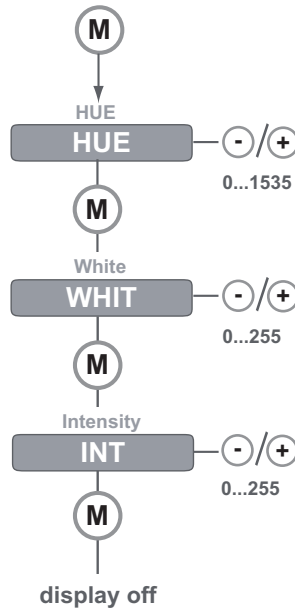 M
HUE
HUE
- / +
0...1535
M
White
WHIT
- / +
0...255
M
Intensity
INT
- / +
0...255
M
display off